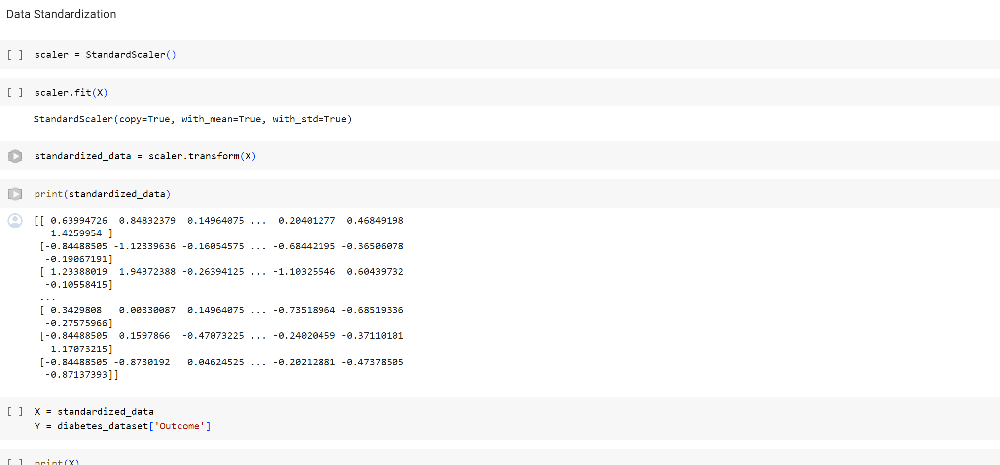 Data Standardization
[ ] scaler = StandardScaler()
[ ] scaler.fit(X)
StandardScaler(copy=True, with_mean=True, with_std=True)
standardized_data = scaler.transform(X)
print(standardized_data)
[[ 0.63994726  0.84832379  0.14964075 ...  0.20401277  0.46849198
   1.4259954 ]
 [-0.84488505 -1.12339636 -0.16054575 ... -0.68442195 -0.36506078
  -0.19067191]
 [ 1.23388019  1.94372388 -0.26394125 ... -1.10325546  0.60439732
  -0.10558415]
 ...
 [ 0.3429808   0.00330087  0.14964075 ... -0.73518964 -0.68519336
  -0.27575966]
 [-0.84488505  0.1597866  -0.47073225 ... -0.24020459 -0.37110101
   1.17073215]
 [-0.84488505 -0.8730192   0.04624525 ... -0.20212881 -0.47378505
  -0.87137393]]
[ ] X = standardized_data
Y = diabetes_dataset['Outcome']
[ ] print(X)